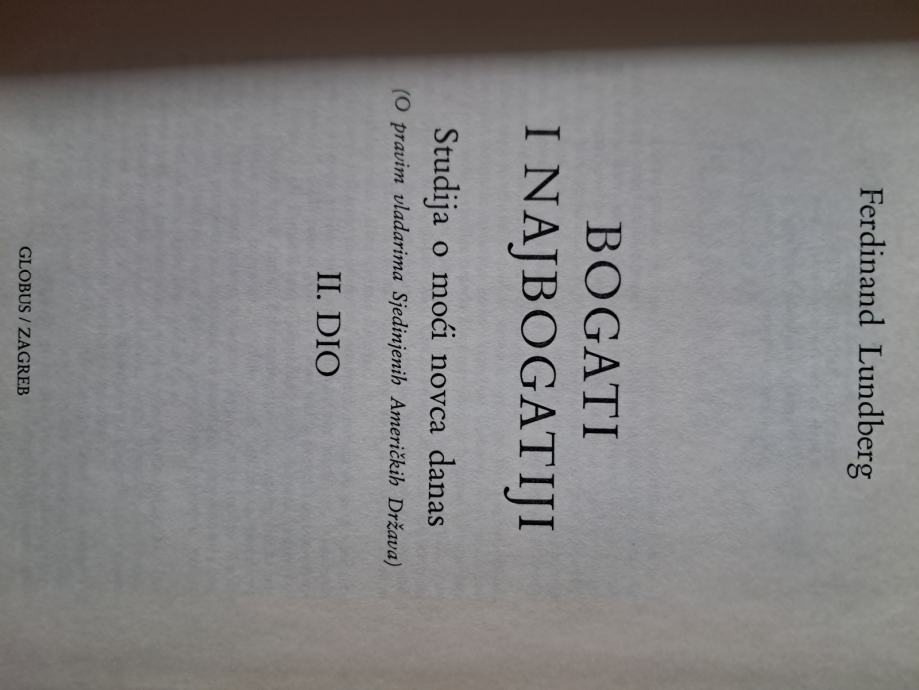 Ferdinand Lundberg
BOGATI
I NAJBOGATIJI
Studija o moći novca danas
(O pravim vladarima Sjedinjenih Američkih Država)
II. DIO
GLOBUS / ZAGREB